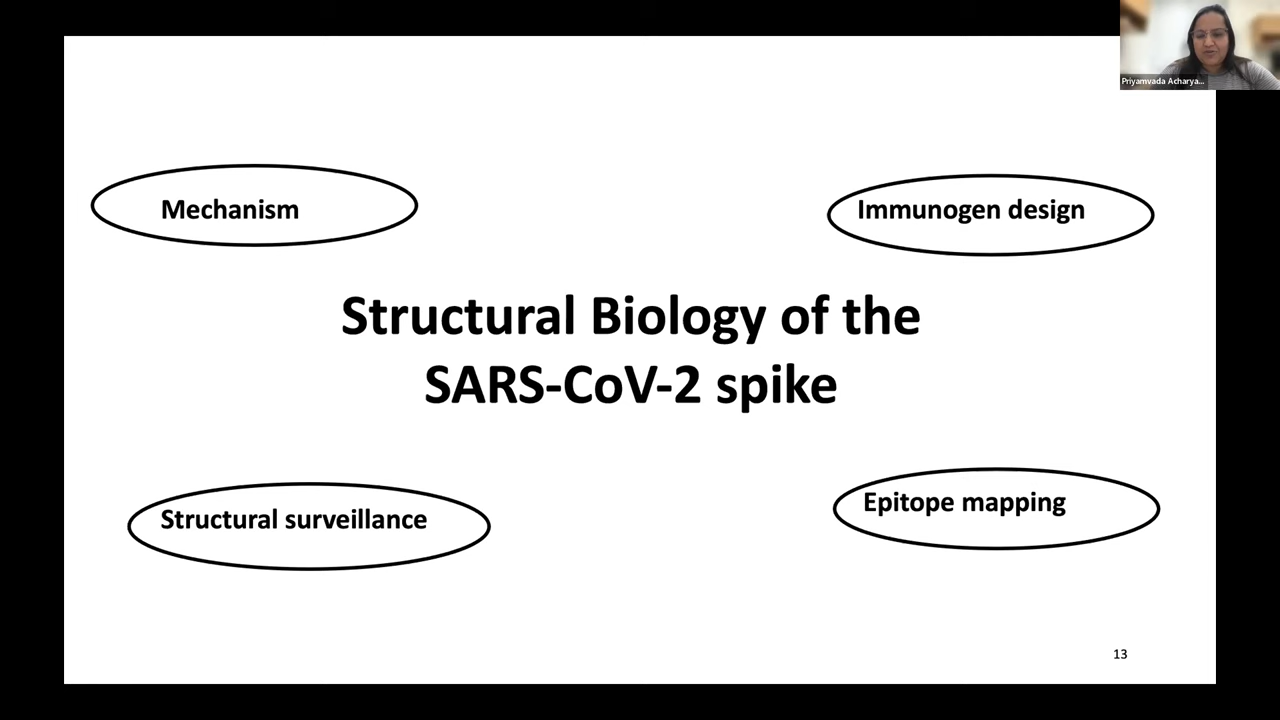 Priyamvada Acharya...
Mechanism
Immunogen design
Structural Biology of the
SARS-CoV-2 spike
Structural surveillance
Epitope mapping
13